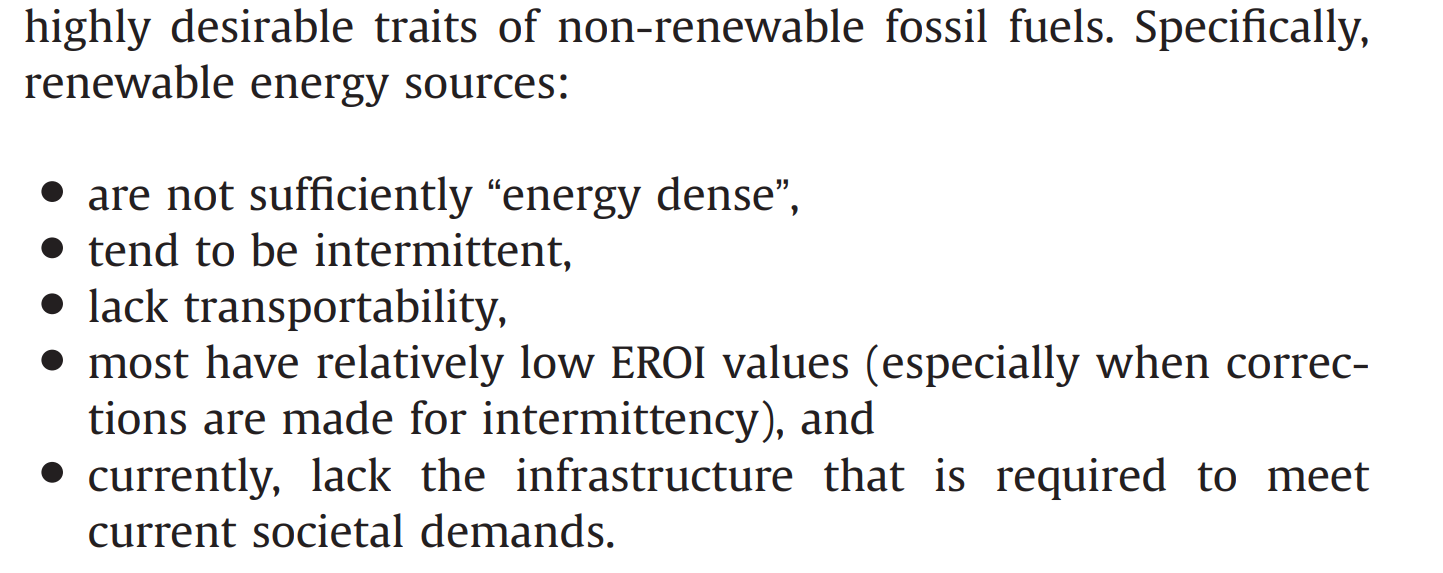 highly desirable traits of non-renewable fossil fuels. Specifically,
renewable energy sources:
● are not sufficiently “energy dense”,
● tend to be intermittent,
● lack transportability,
● most have relatively low EROI values (especially when correc-
tions are made for intermittency), and
● currently, lack the infrastructure that is required to meet
current societal demands.